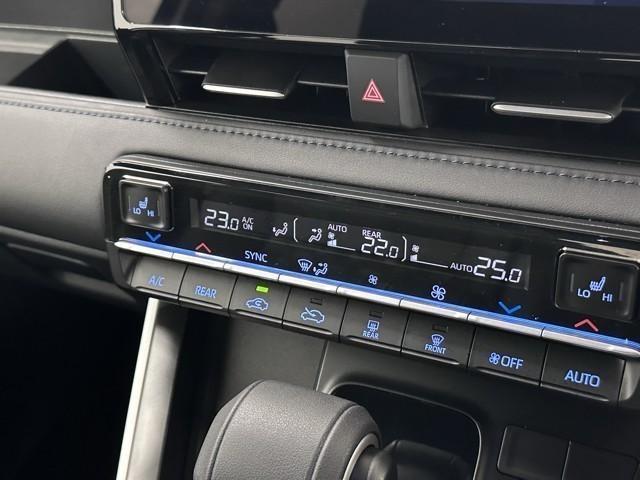 LO HI
23.0 A/C ON AUTO REAR 22.0 AUTO 25.0
LO HI
SYNC
A/C REAR REAR FRONT OFF AUTO